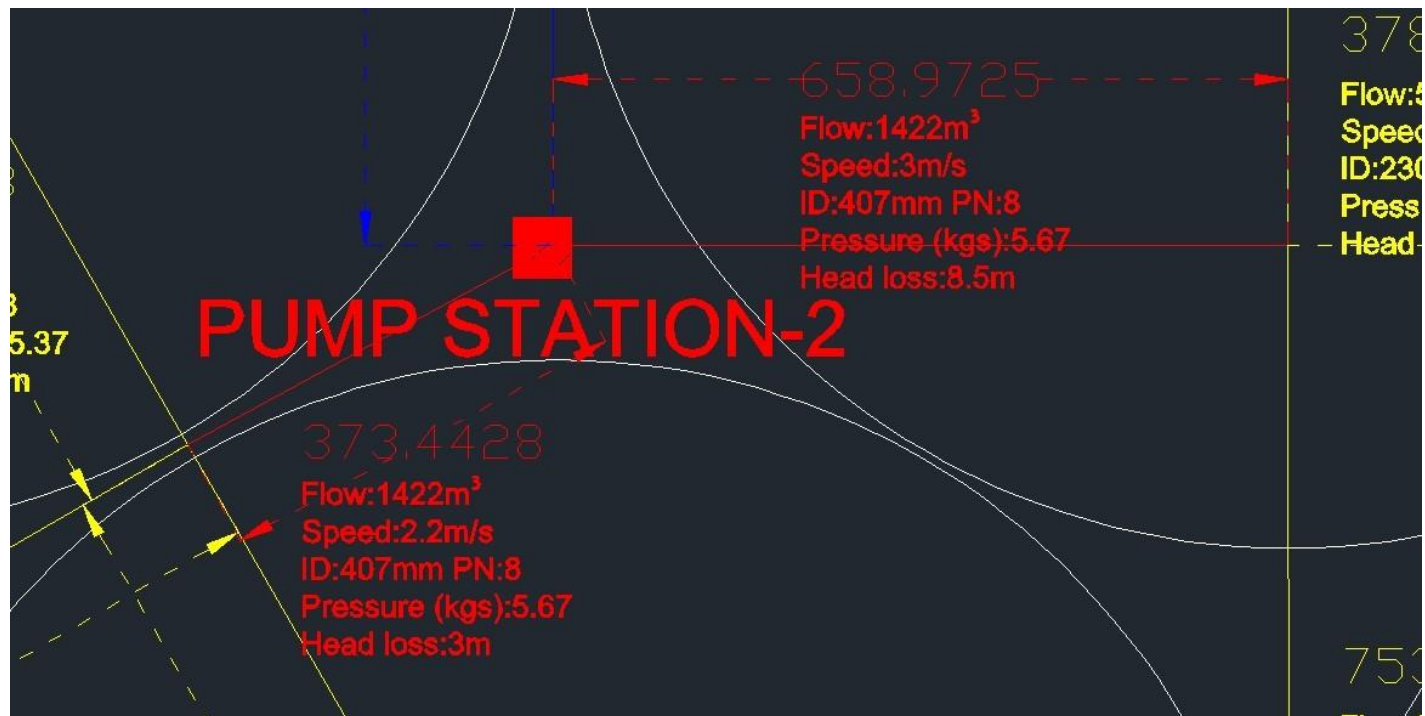 658.9725
Flow:1422m³
Speed:3m/s
ID:407mm PN:8
Pressure (kgs):5.67
Head loss:8.5m
378
Flow:5
Speed
ID:230
Press
Head
PUMP STATION-2
5.37
m
373.4428
Flow:1422m³
Speed:2.2m/s
ID:407mm PN:8
Pressure (kgs):5.67
Head loss:3m
753